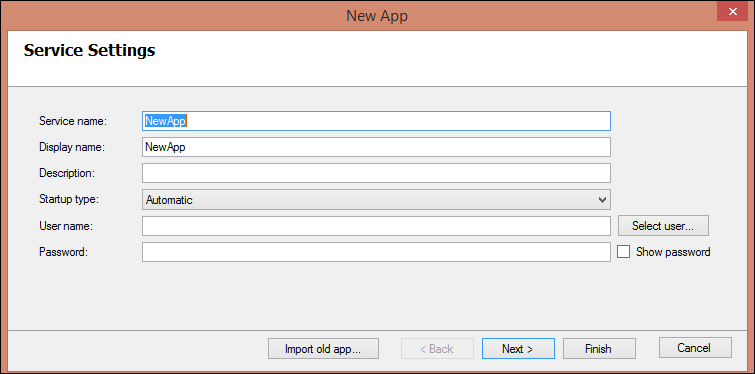 New App
Service Settings
Service name: NewApp
Display name: NewApp
Description:
Startup type: Automatic
User name: Select user...
Password: Show password
Import old app... < Back Next > Finish Cancel